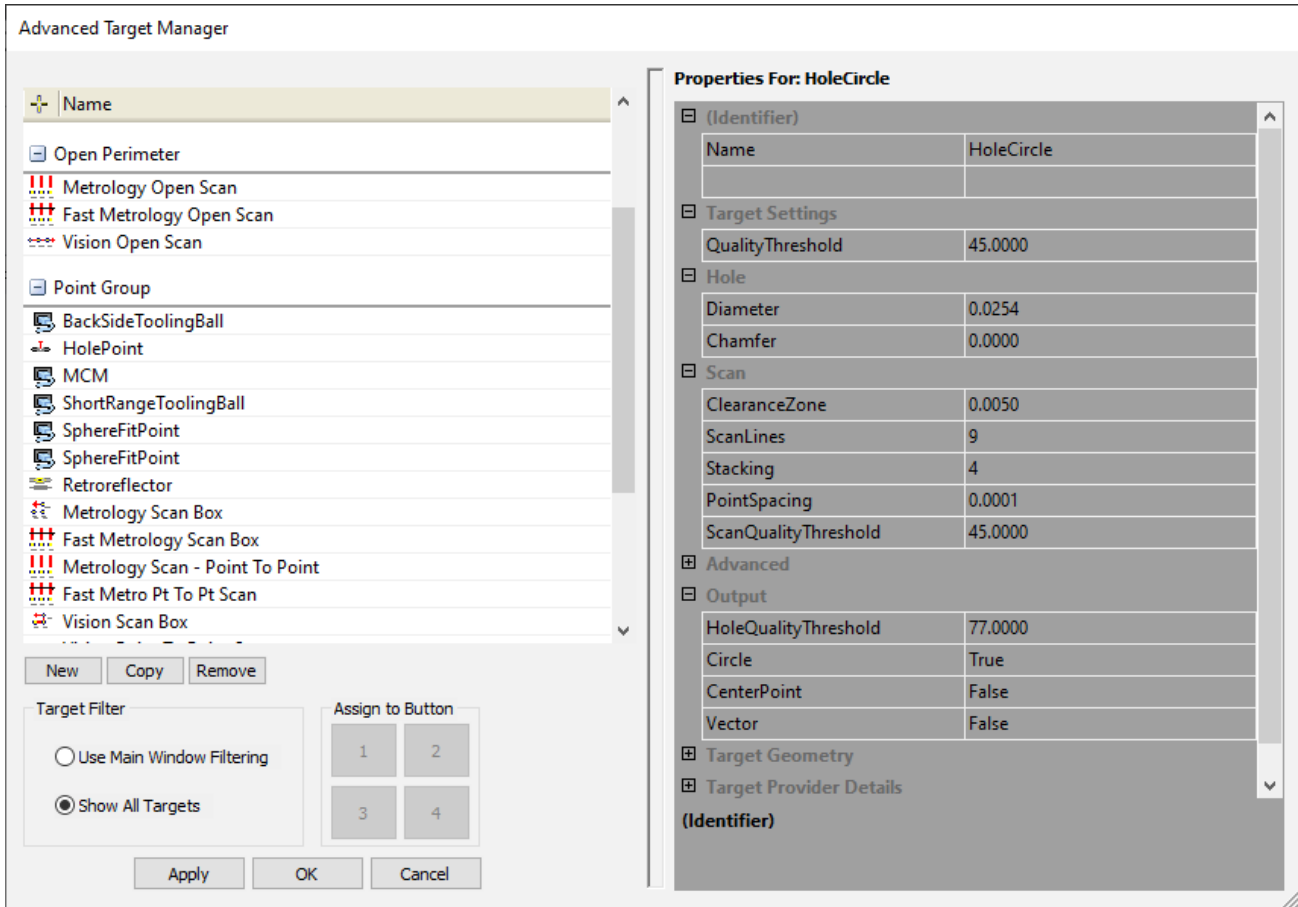 Advanced Target Manager
Name
Open Perimeter
Metrology Open Scan
Fast Metrology Open Scan
Vision Open Scan
Point Group
BackSideToolingBall
HolePoint
MCM
ShortRangeToolingBall
SphereFitPoint
SphereFitPoint
Retroreflector
Metrology Scan Box
Fast Metrology Scan Box
Metrology Scan - Point To Point
Fast Metro Pt To Pt Scan
Vision Scan Box
New Copy Remove
Target Filter
Use Main Window Filtering
Show All Targets
Assign to Button
1 2
3 4
Apply OK Cancel
Properties For: HoleCircle
(Identifier)
Name HoleCircle
Target Settings
QualityThreshold 45.0000
Hole
Diameter 0.0254
Chamfer 0.0000
Scan
ClearanceZone 0.0050
ScanLines 9
Stacking 4
PointSpacing 0.0001
ScanQualityThreshold 45.0000
Advanced
Output
HoleQualityThreshold 77.0000
Circle True
CenterPoint False
Vector False
Target Geometry
Target Provider Details
(Identifier)